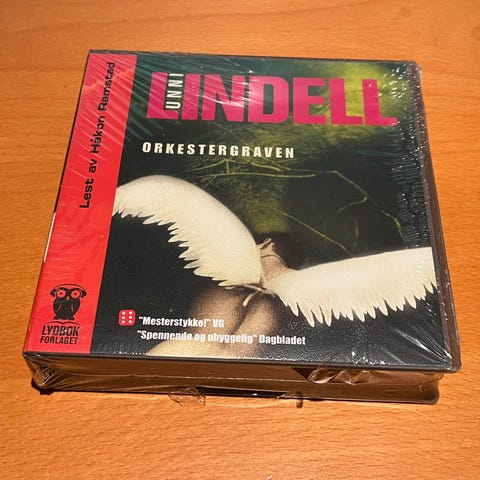 UNNI
LINDELL
ORKESTERGRAVEN
Lest av Håkon Ramstad
LYDBOK
FORLAGET
"Mesterstykke!" VG
"Spennende og uhyggelig" Dagbladet